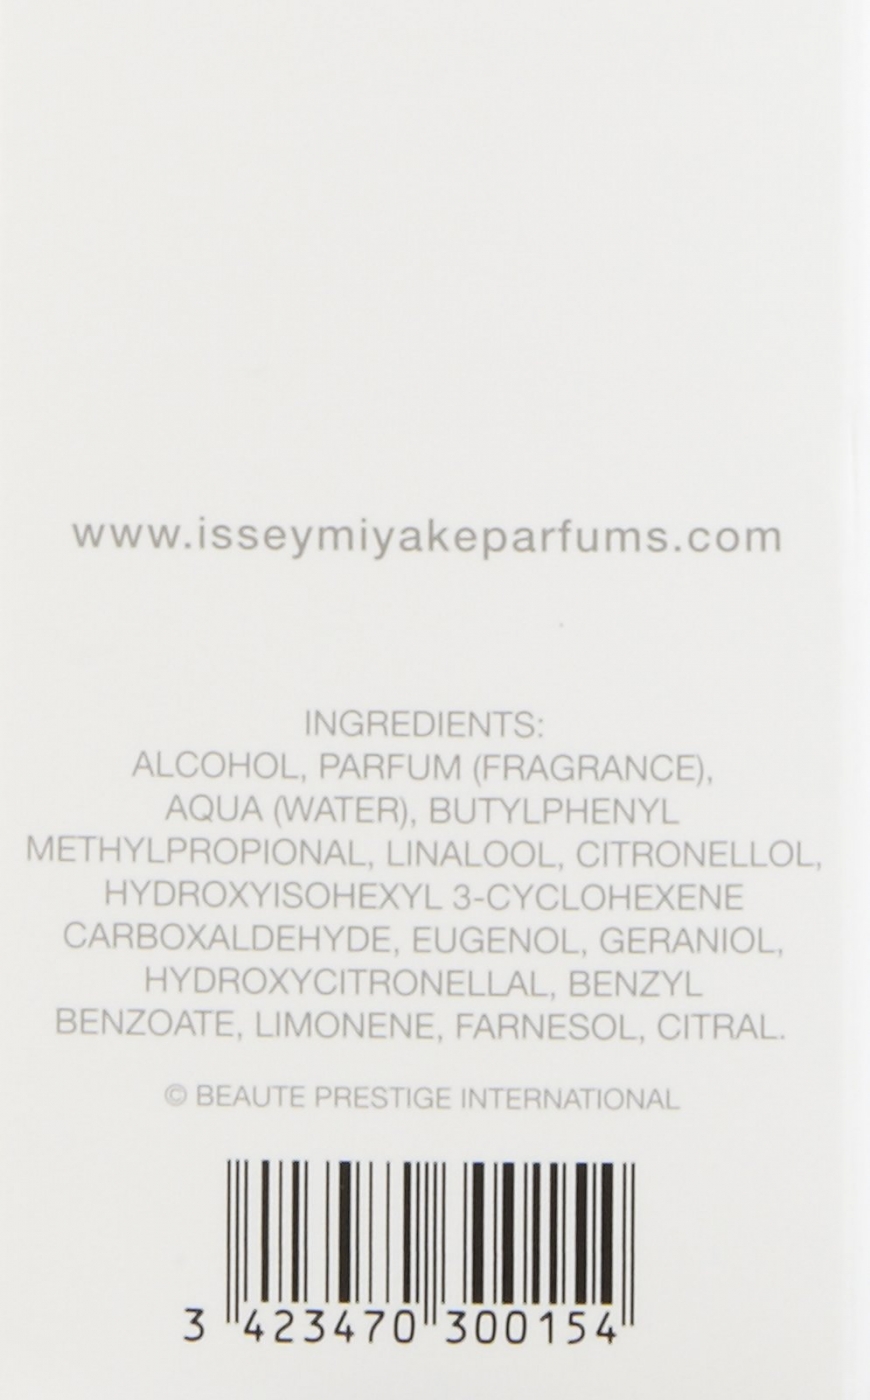 www.isseymiyakeparfums.com
INGREDIENTS:
ALCOHOL, PARFUM (FRAGRANCE),
AQUA (WATER), BUTYLPHENYL
METHYLPROPIONAL, LINALOOL, CITRONELLOL,
HYDROXYISOHEXYL 3-CYCLOHEXENE
CARBOXALDEHYDE, EUGENOL, GERANIOL,
HYDROXYCITRONELLAL, BENZYL
BENZOATE, LIMONENE, FARNESOL, CITRAL.
© BEAUTE PRESTIGE INTERNATIONAL
3 423470 300154